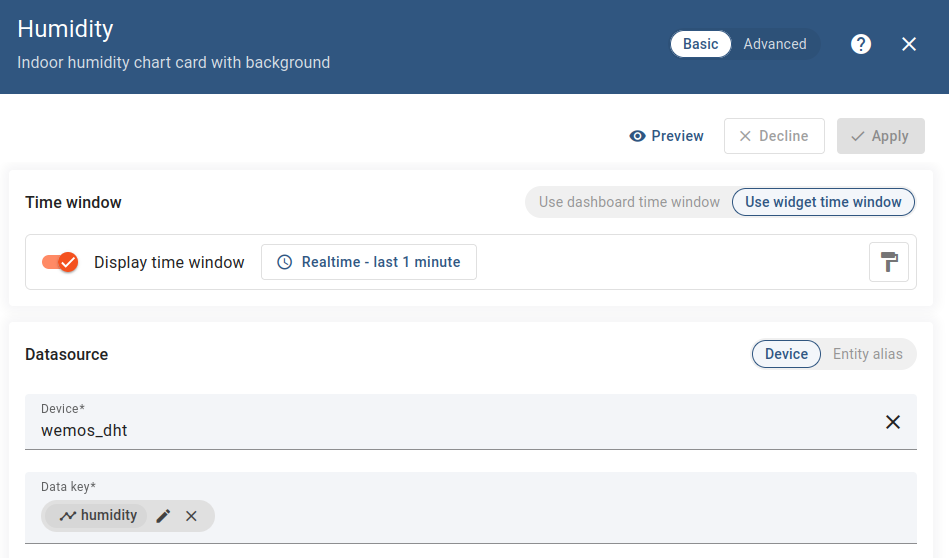 Humidity
Indoor humidity chart card with background
Basic Advanced ?
Preview Decline Apply
Time window Use dashboard time window Use widget time window
Display time window Realtime - last 1 minute
Datasource Device Entity alias
Device*
wemos_dht
Data key*
humidity